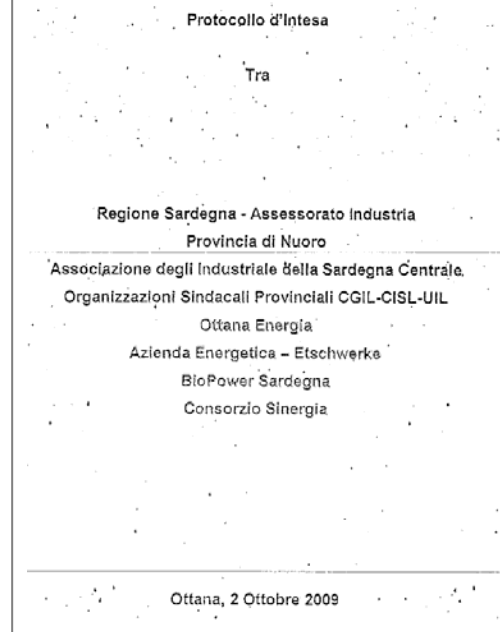 Protocollo d'Intesa
Tra
Regione Sardegna - Assessorato Industria
Provincia di Nuoro
Associazione degli Industriale della Sardegna Centrale
Organizzazioni Sindacali Provinciali CGIL-CISL-UIL
Ottana Energia
Azienda Energetica – Etschwerke
BioPower Sardegna
Consorzio Sinergia
Ottana, 2 Ottobre 2009